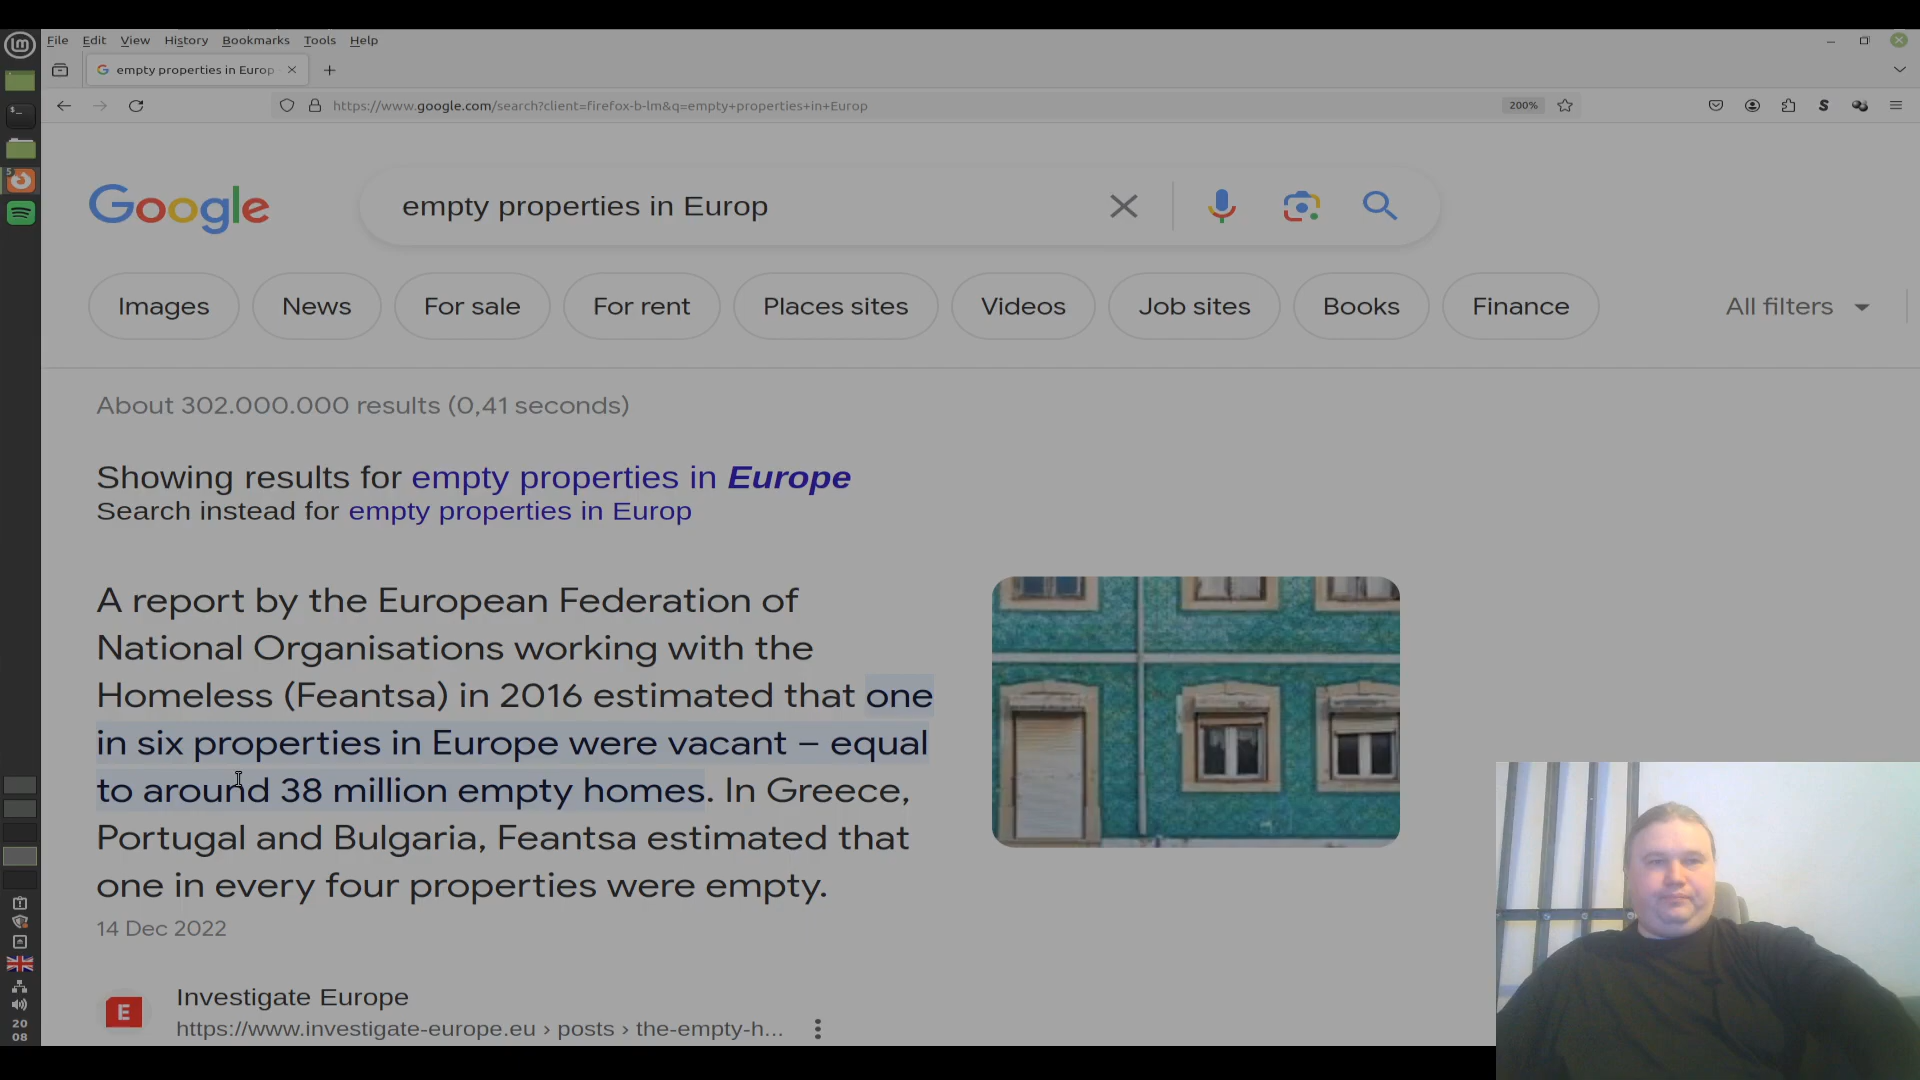 File Edit View History Bookmarks Tools Help
empty properties in Europ
https://www.google.com/search?client=firefox-b-lm&q=empty+properties+in+Europ 200%
Google empty properties in Europ
Images News For sale For rent Places sites Videos Job sites Books Finance All filters
About 302.000.000 results (0,41 seconds)
Showing results for empty properties in Europe
Search instead for empty properties in Europ
A report by the European Federation of
National Organisations working with the
Homeless (Feantsa) in 2016 estimated that one
in six properties in Europe were vacant – equal
to around 38 million empty homes. In Greece,
Portugal and Bulgaria, Feantsa estimated that
one in every four properties were empty.
14 Dec 2022
E Investigate Europe
https://www.investigate-europe.eu › posts › the-empty-h...
20
08